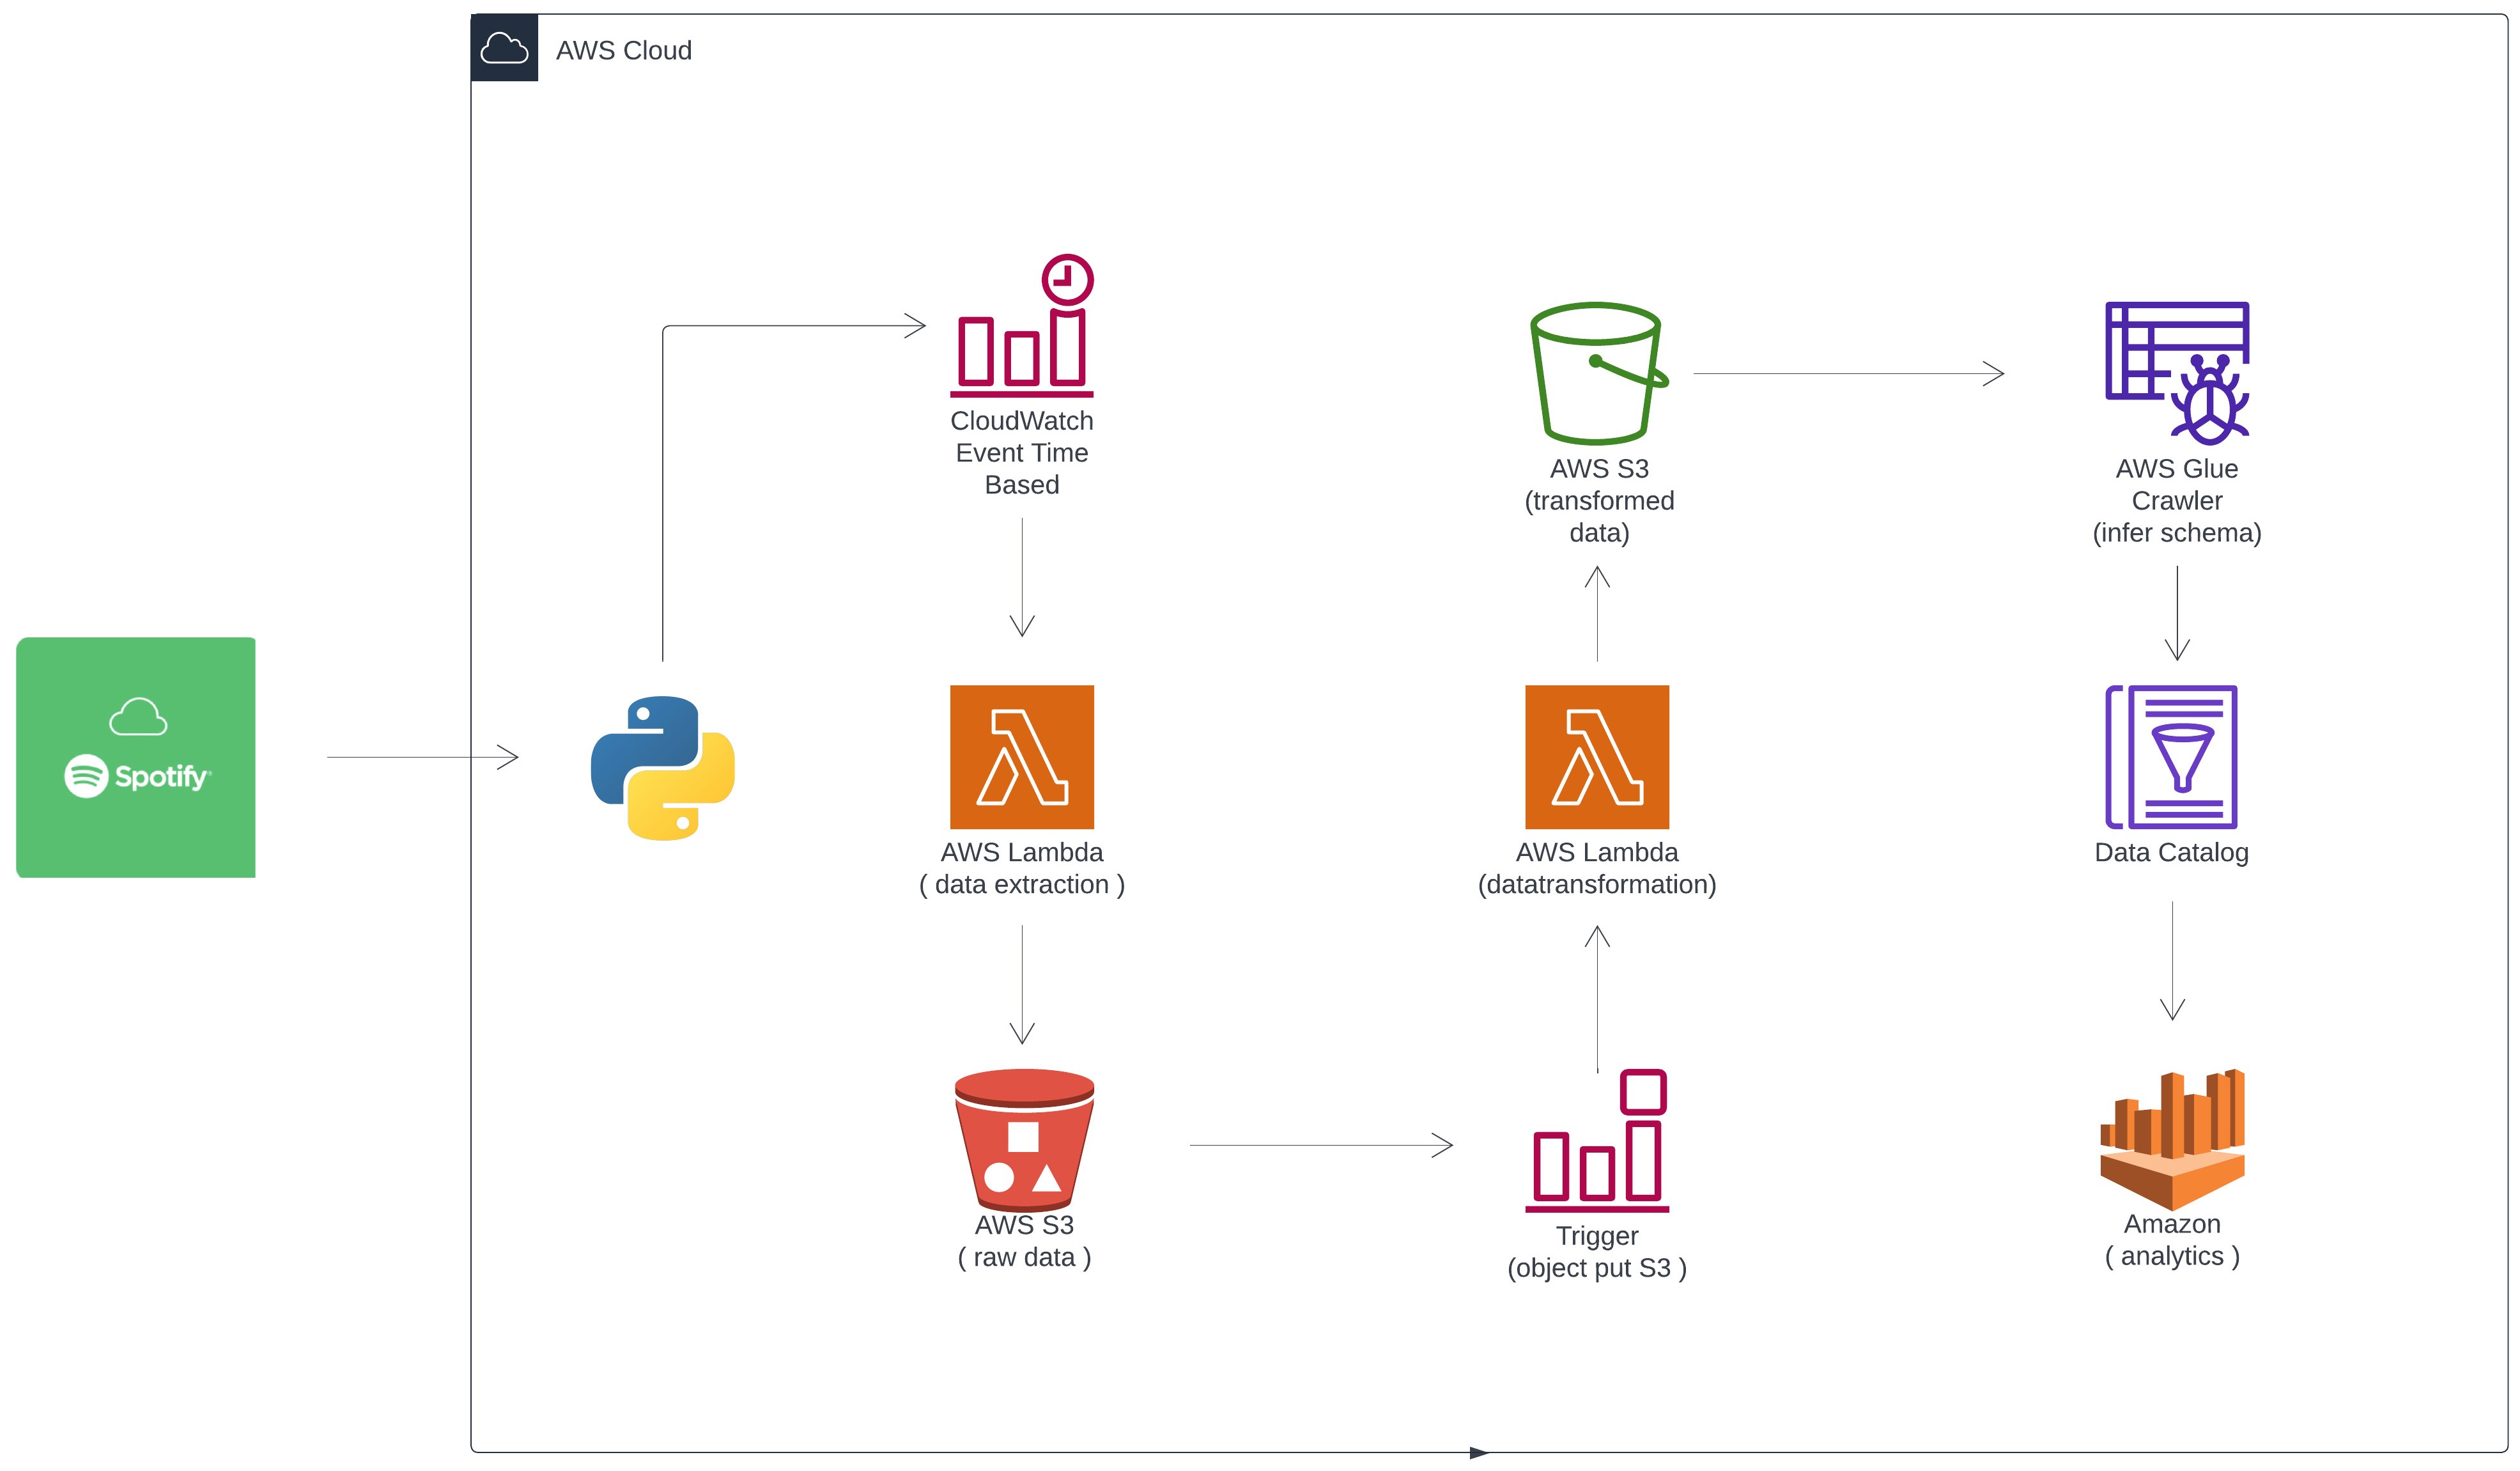 AWS Cloud
Spotify
CloudWatch
Event Time
Based
AWS Lambda
( data extraction )
AWS S3
( raw data )
AWS S3
(transformed
data)
AWS Lambda
(datatransformation)
Trigger
(object put S3 )
AWS Glue
Crawler
(infer schema)
Data Catalog
Amazon
( analytics )